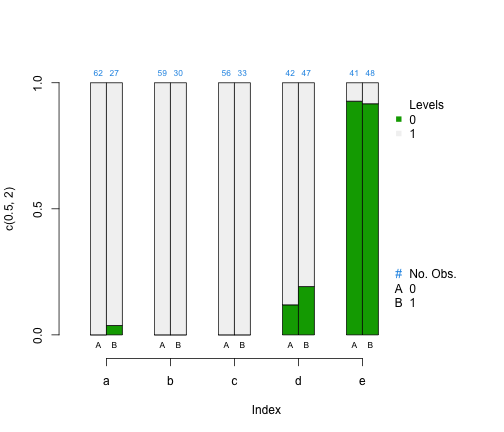 62 27 59 30 56 33 42 47 41 48
1.0
0.5
0.0
c(0.5, 2)
Levels
0
1
# No. Obs.
A 0
B 1
A B A B A B A B A B
a b c d e
Index